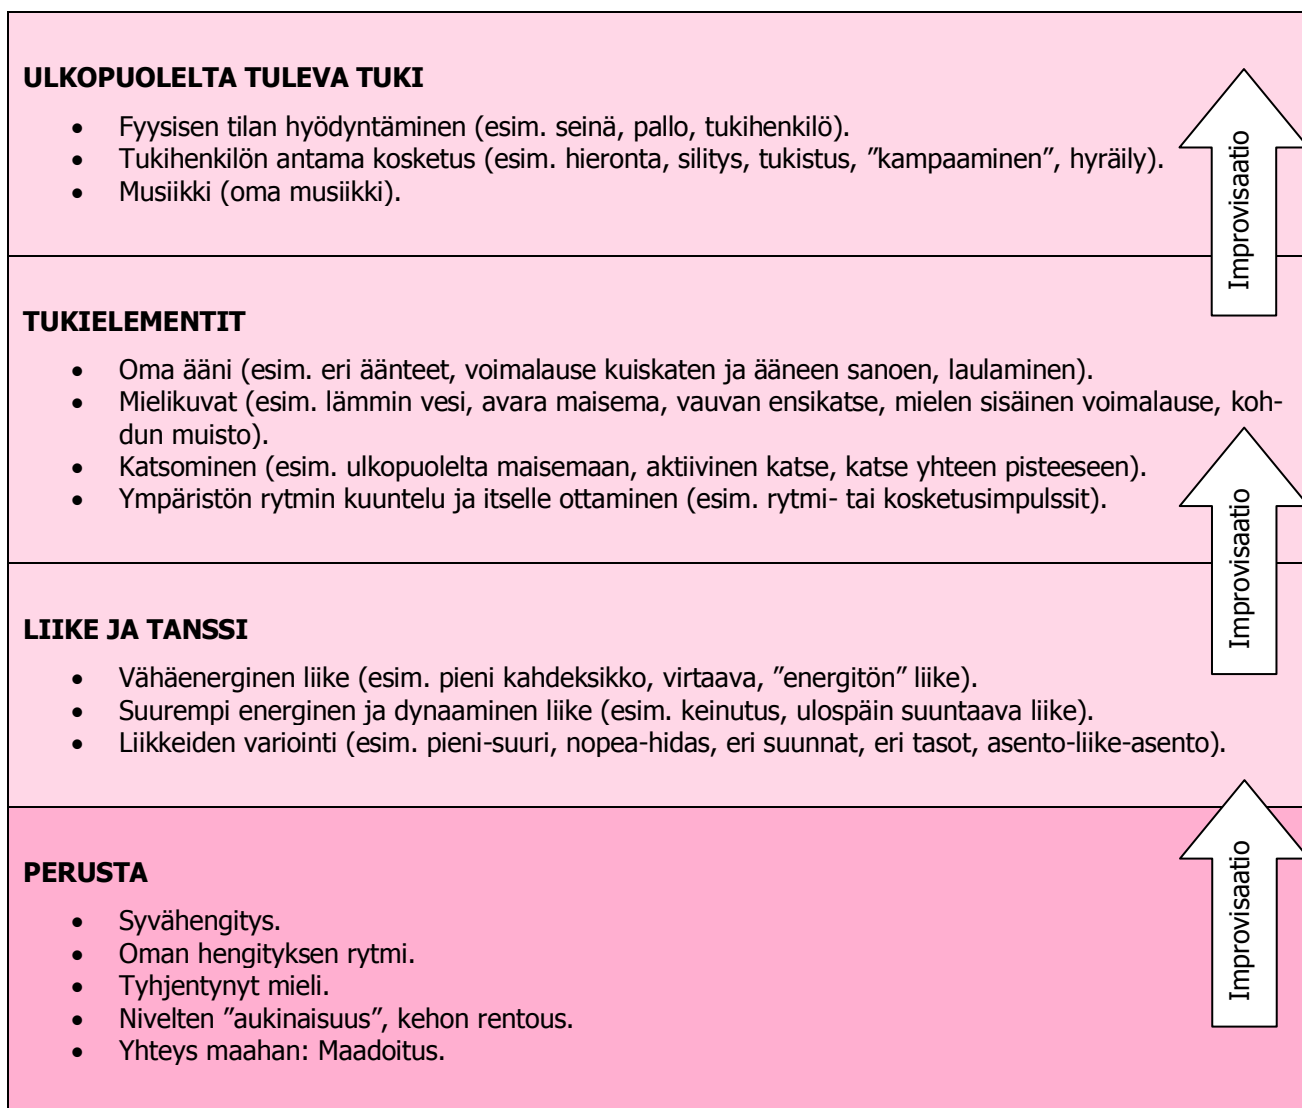 ULKOPUOLELTA TULEVA TUKI
• Fyysisen tilan hyödyntäminen (esim. seinä, pallo, tukihenkilö).
• Tukihenkilön antama kosketus (esim. hieronta, silitys, tukistus, ”kampaaminen”, hyräily).
• Musiikki (oma musiikki).
Improvisaatio
TUKIELEMENTIT
• Oma ääni (esim. eri äänteet, voimalause kuiskaten ja ääneen sanoen, laulaminen).
• Mielikuvat (esim. lämmin vesi, avara maisema, vauvan ensikatse, mielen sisäinen voimalause, koh-
dun muisto).
• Katsominen (esim. ulkopuolelta maisemaan, aktiivinen katse, katse yhteen pisteeseen).
• Ympäristön rytmin kuuntelu ja itselle ottaminen (esim. rytmi- tai kosketusimpulssit).
Improvisaatio
LIIKE JA TANSSI
• Vähäenerginen liike (esim. pieni kahdeksikko, virtaava, ”energitön” liike).
• Suurempi energinen ja dynaaminen liike (esim. keinutus, ulospäin suuntaava liike).
• Liikkeiden variointi (esim. pieni-suuri, nopea-hidas, eri suunnat, eri tasot, asento-liike-asento).
Improvisaatio
PERUSTA
• Syvähengitys.
• Oman hengityksen rytmi.
• Tyhjentynyt mieli.
• Nivelten ”aukinaisuus”, kehon rentous.
• Yhteys maahan: Maadoitus.